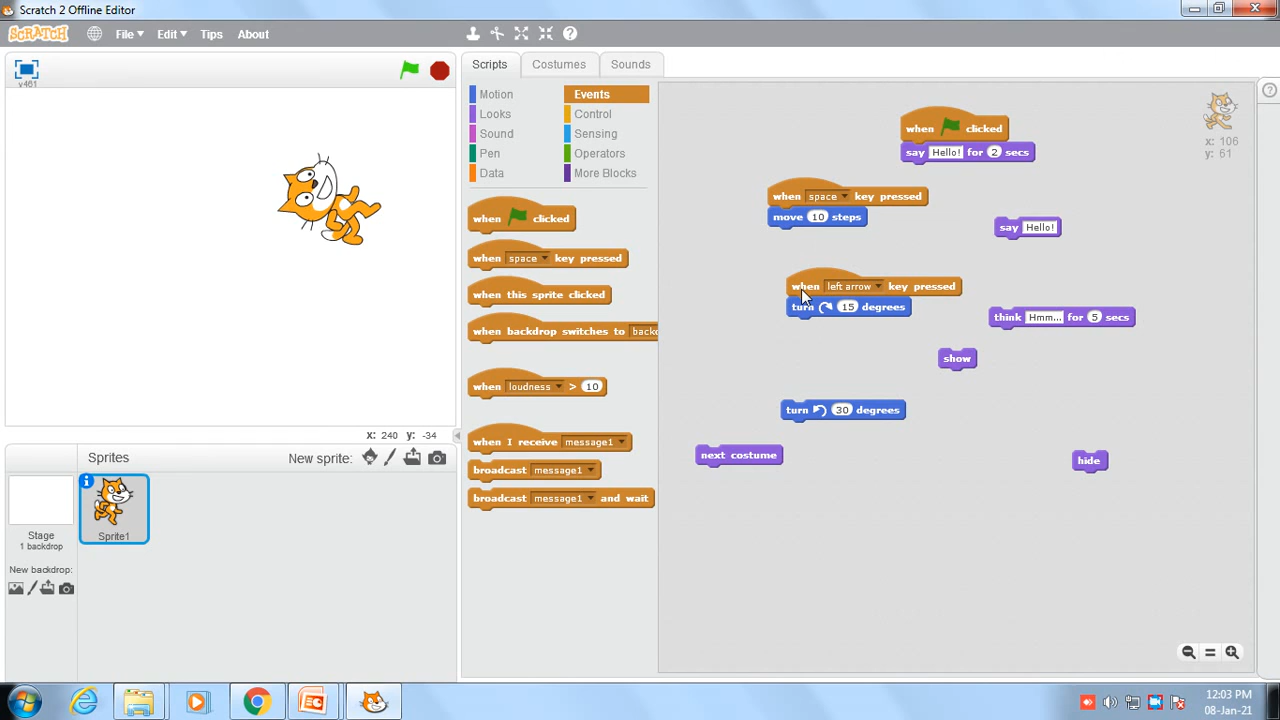 Scratch 2 Offline Editor
SCRATCH File Edit Tips About
v461
Scripts Costumes Sounds
Motion Events
Looks Control
Sound Sensing
Pen Operators
Data More Blocks
when clicked
when space key pressed
when this sprite clicked
when backdrop switches to
when loudness > 10
when I receive message1
broadcast message1
broadcast message1 and wait
when clicked
say Hello! for 2 secs
when space key pressed
move 10 steps
say Hello!
when left arrow key pressed
turn 15 degrees
think Hmm... for 5 secs
show
turn 30 degrees
next costume
hide
x: 106
y: 61
x: 240 y: -34
Sprites New sprite:
Stage
1 backdrop
New backdrop:
Sprite1
12:03 PM
08-Jan-21